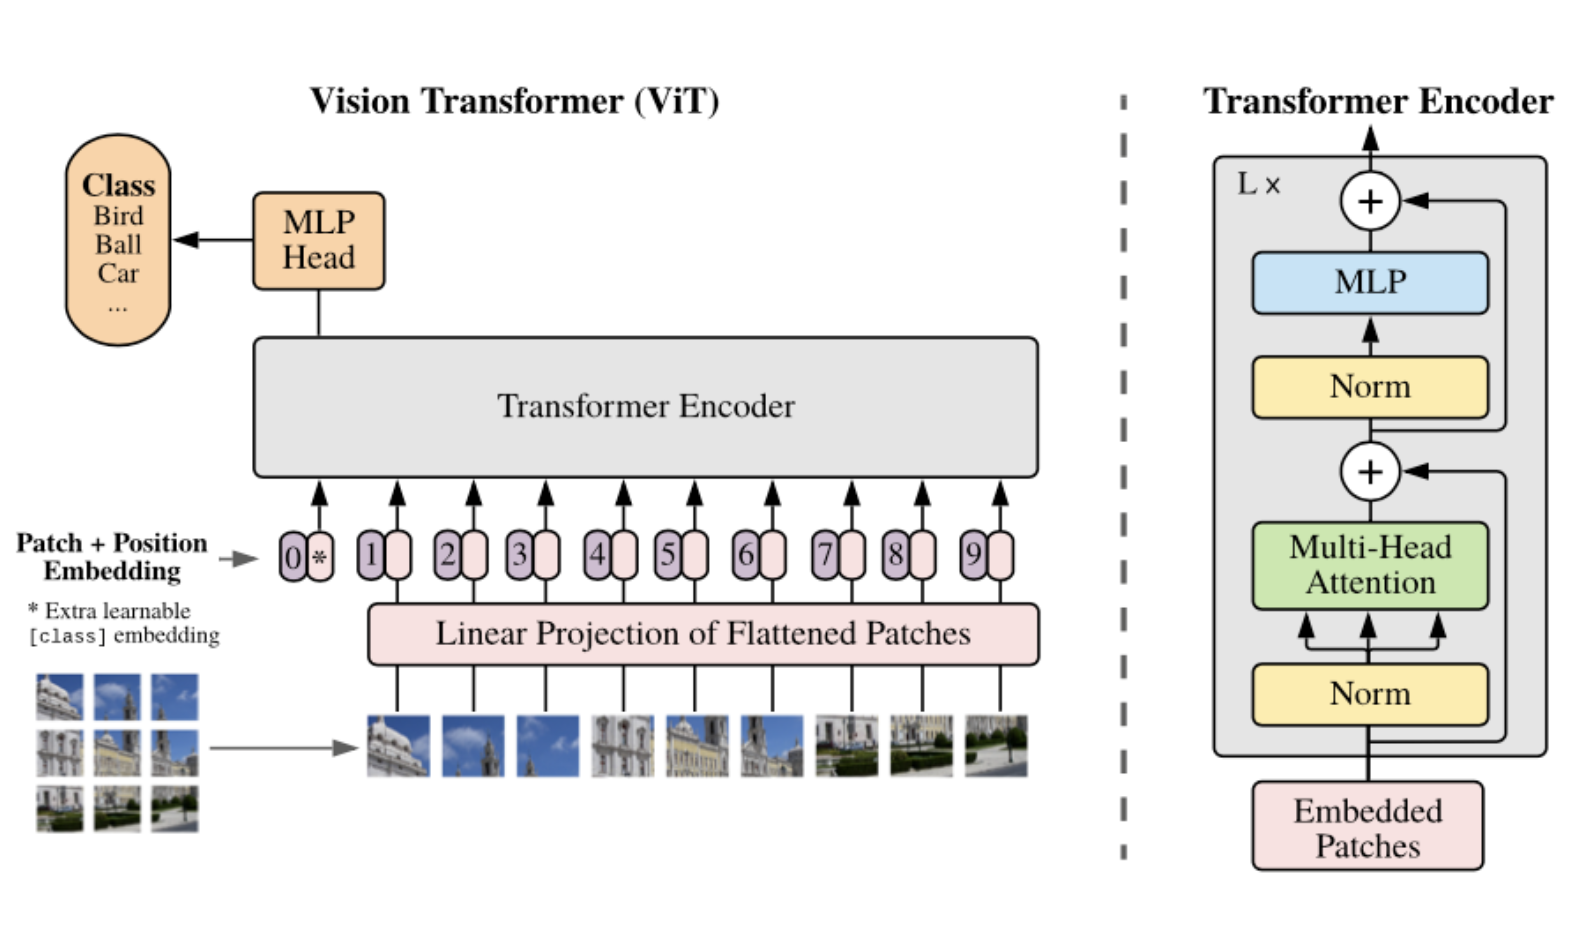 Vision Transformer (ViT)
Class
Bird
Ball
Car
...
MLP
Head
Transformer Encoder
Patch + Position
Embedding
0 * 1 2 3 4 5 6 7 8 9
* Extra learnable
[class] embedding
Linear Projection of Flattened Patches
Transformer Encoder
L ×
+
MLP
Norm
+
Multi-Head
Attention
Norm
Embedded
Patches